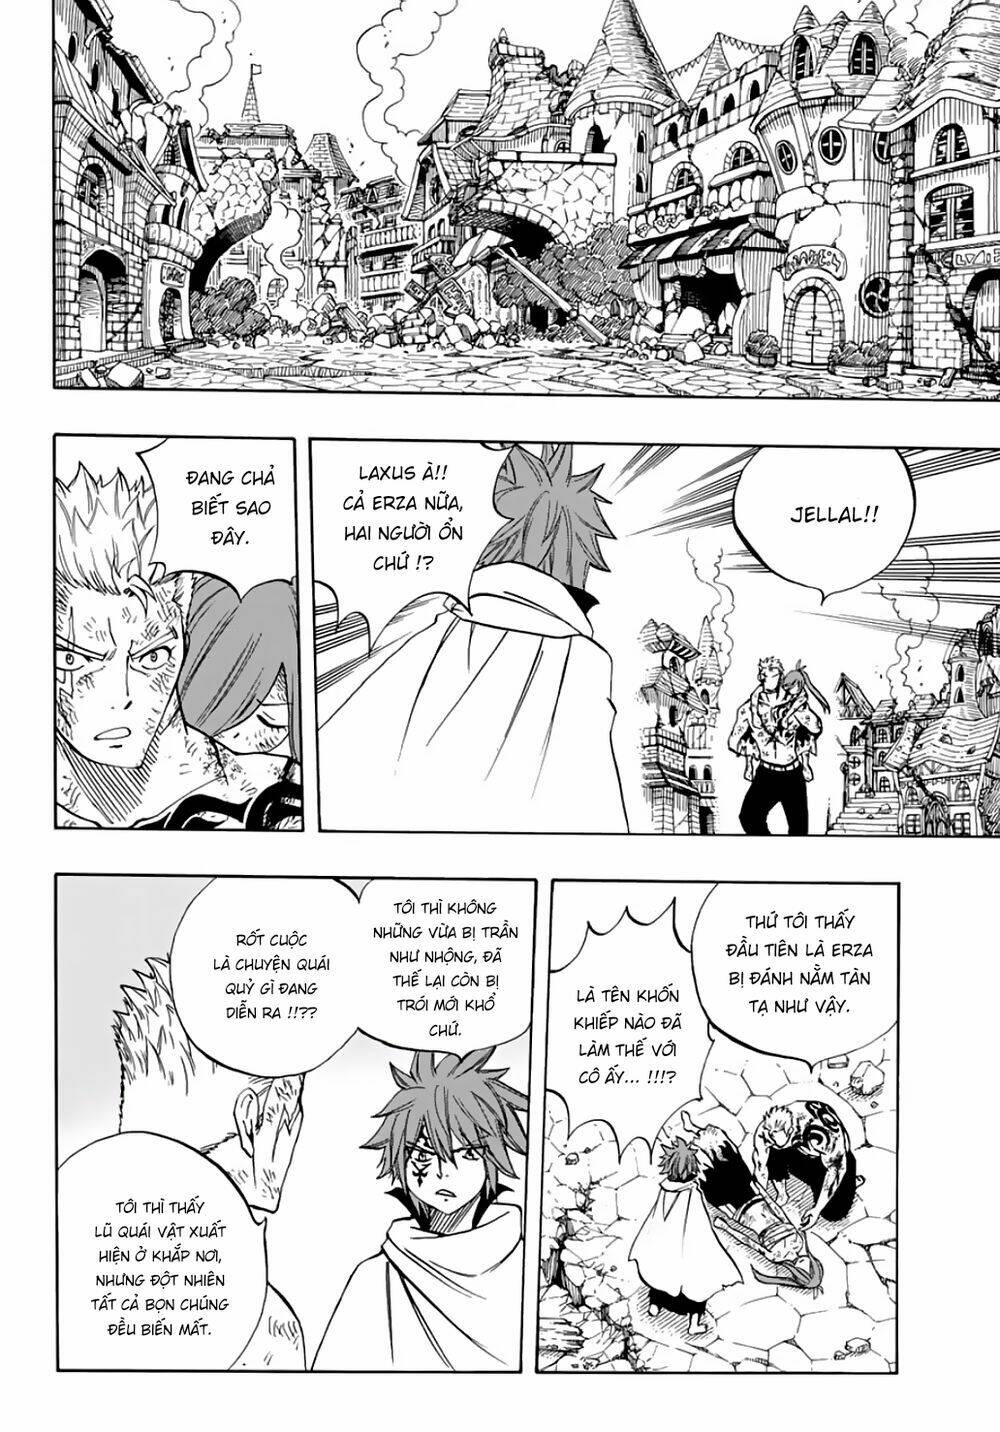 JELLAL!!
LAXUS À!!
CẢ ERZA NỮA,
HAI NGƯỜI ỔN
CHỨ !?
ĐANG CHẢ
BIẾT SAO
ĐÂY.
THỨ TÔI THẤY
ĐẦU TIÊN LÀ ERZA
BỊ ĐÁNH NẰM TÀN
TẠ NHƯ VẬY.
LÀ TÊN KHỐN
KHIẾP NÀO ĐÃ
LÀM THẾ VỚI
CÔ ẤY... !!!?
TÔI THÌ KHÔNG
NHỮNG VỪA BỊ TRẦN
NHƯ NHỘNG, ĐÃ
THẾ LẠI CÒN BỊ
TRÓI MỚI KHỔ
CHỨ.
RỐT CUỘC
LÀ CHUYỆN QUÁI
QUỶ GÌ ĐANG
DIỄN RA !!??
TÔI THÌ THẤY
LŨ QUÁI VẬT XUẤT
HIỆN Ở KHẮP NƠI,
NHƯNG ĐỘT NHIÊN
TẤT CẢ BỌN CHÚNG
ĐỀU BIẾN MẤT.